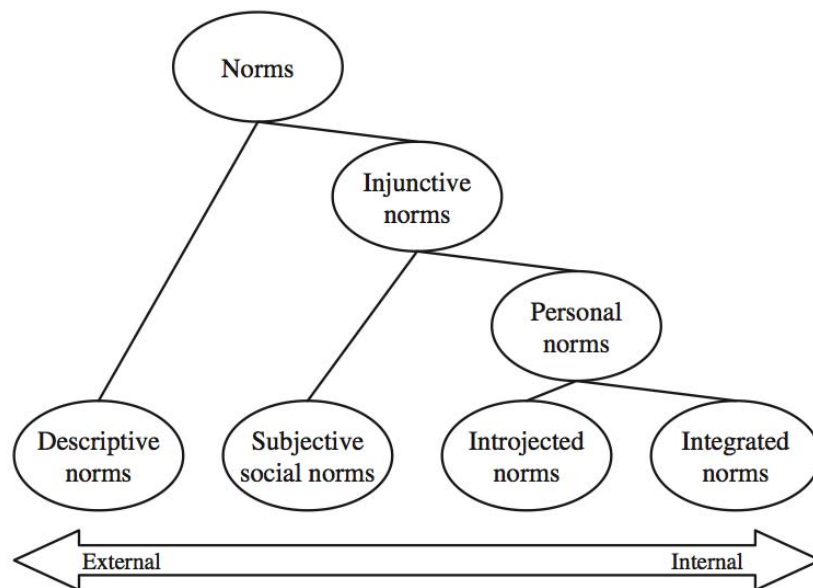 Norms
Injunctive
norms
Personal
norms
Descriptive
norms
Subjective
social norms
Introjected
norms
Integrated
norms
External
Internal